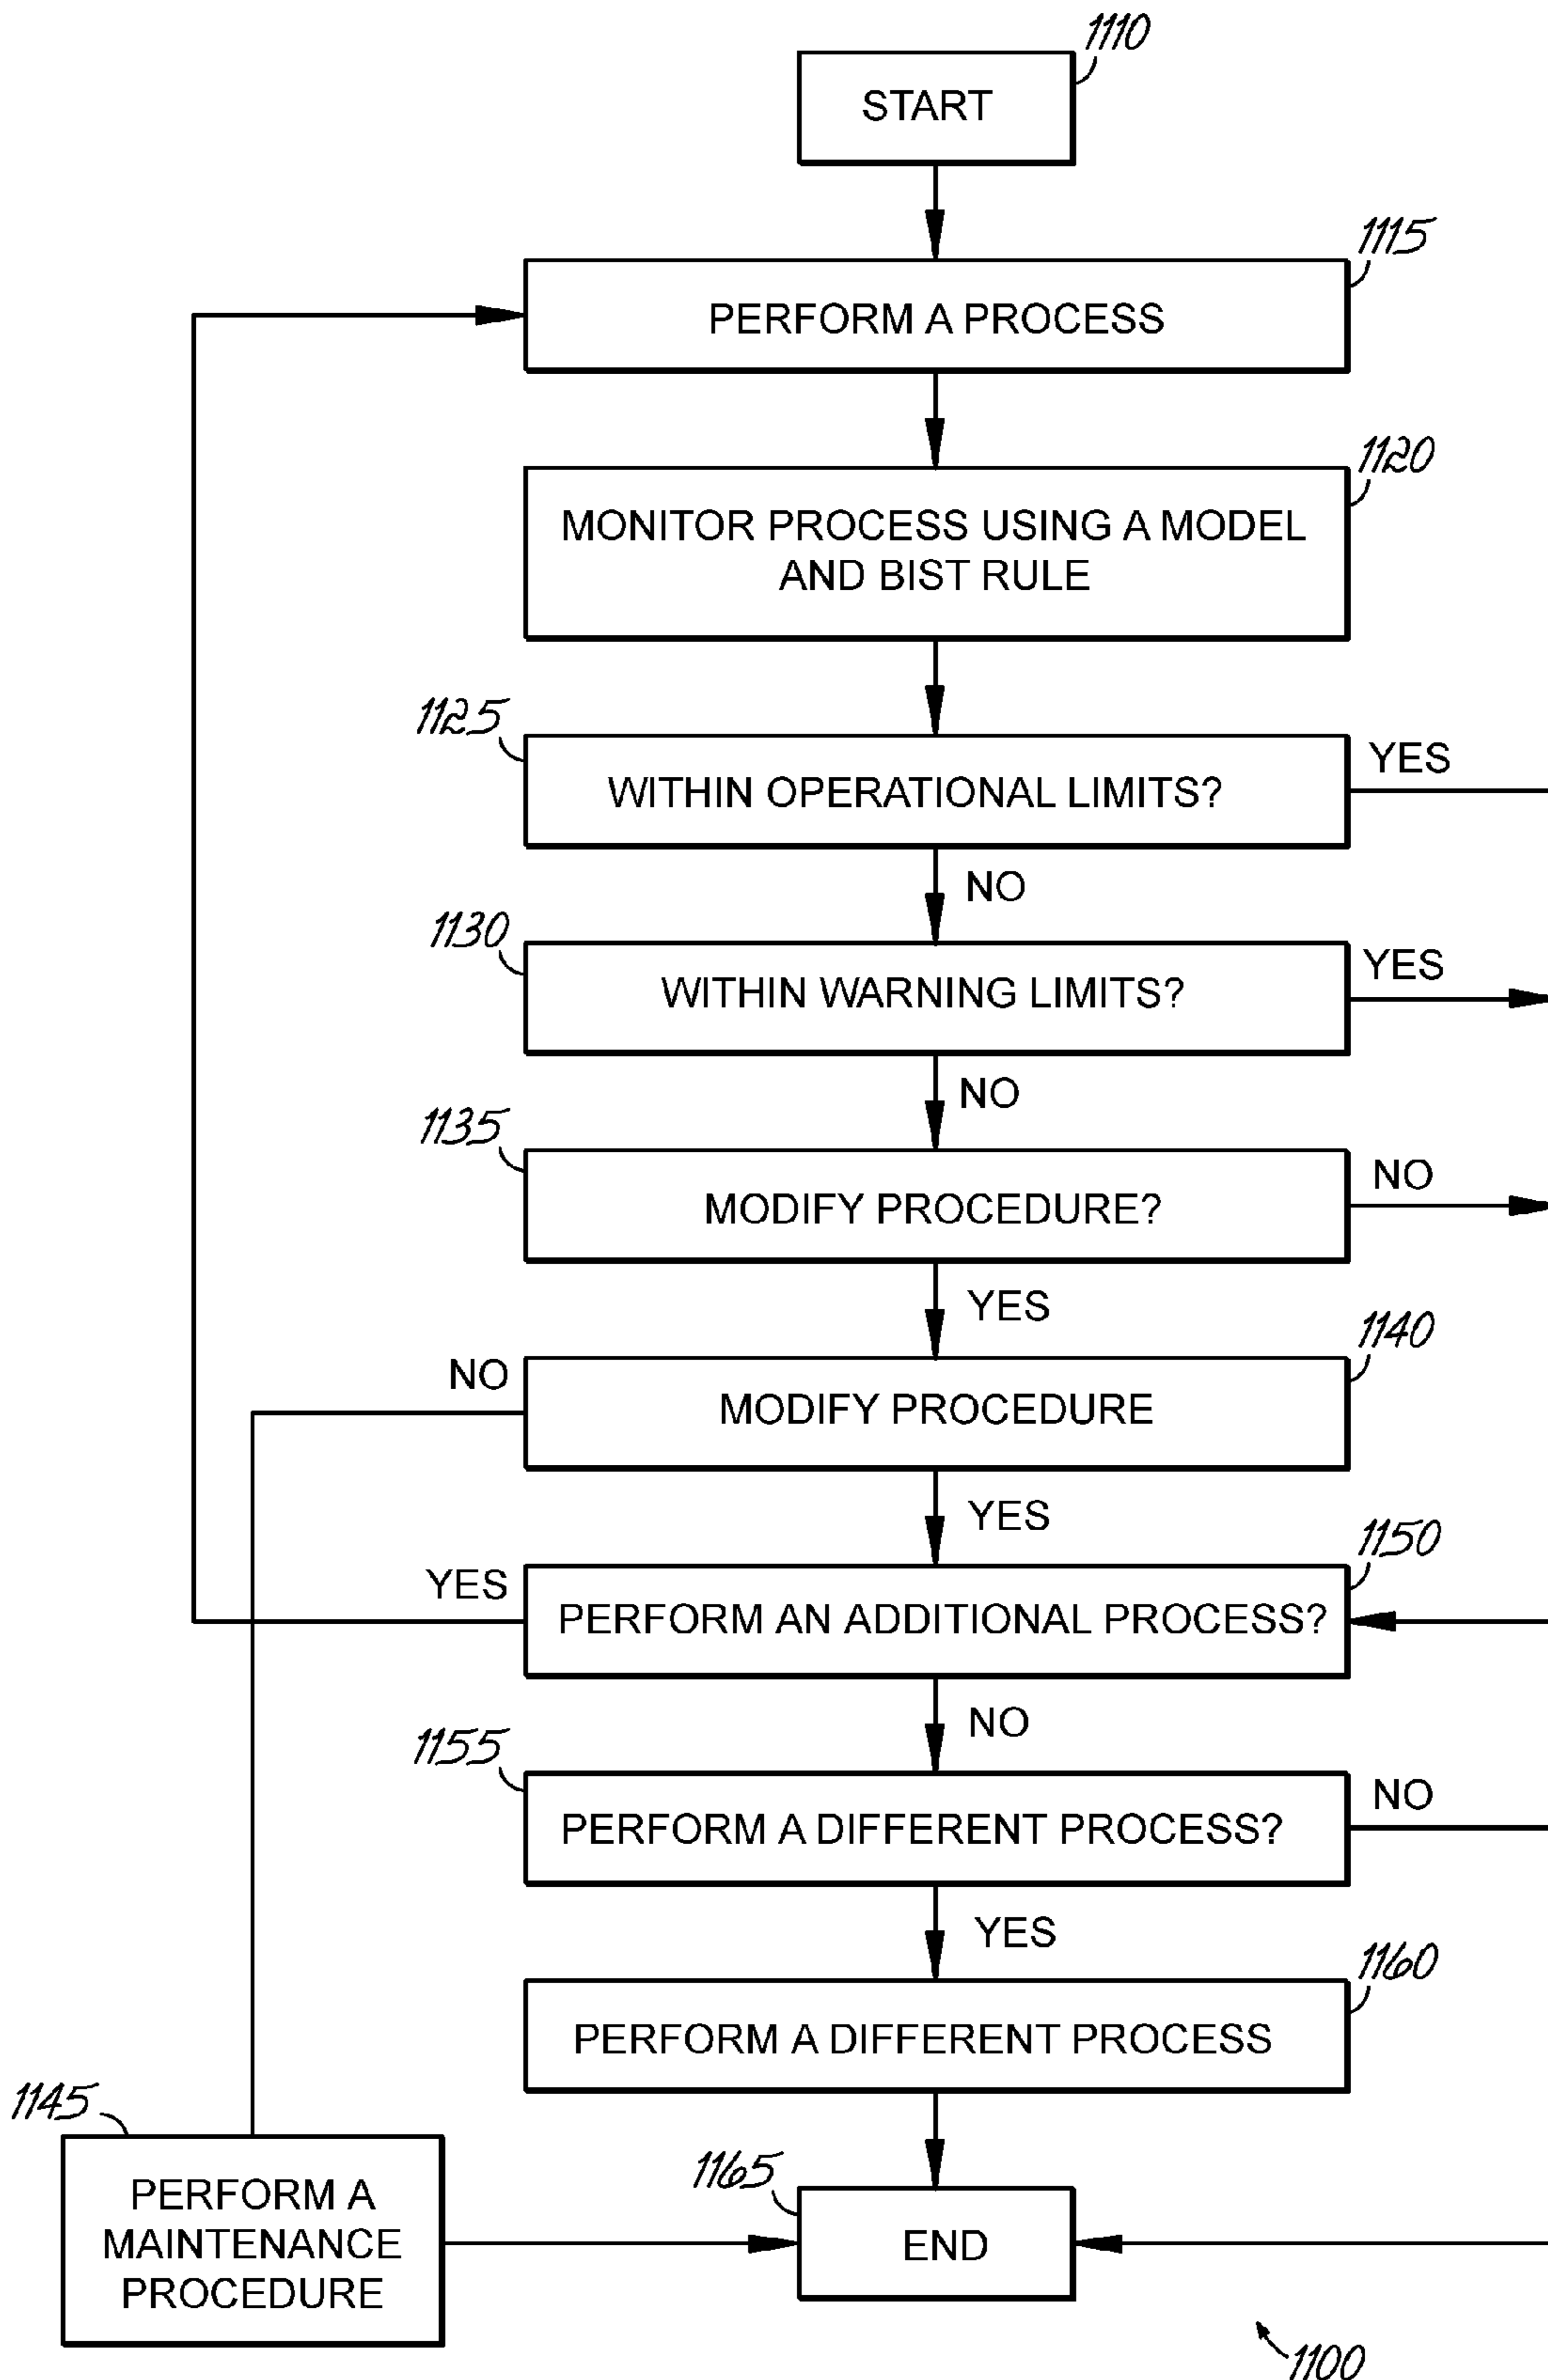 1110
START
1115
PERFORM A PROCESS
1120
MONITOR PROCESS USING A MODEL
AND BIST RULE
1125
WITHIN OPERATIONAL LIMITS?
YES
NO
1130
WITHIN WARNING LIMITS?
YES
NO
1135
MODIFY PROCEDURE?
NO
YES
1140
NO
MODIFY PROCEDURE
YES
1150
YES
PERFORM AN ADDITIONAL PROCESS?
NO
1155
PERFORM A DIFFERENT PROCESS?
NO
YES
1160
PERFORM A DIFFERENT PROCESS
1145
PERFORM A
MAINTENANCE
PROCEDURE
1165
END
1100